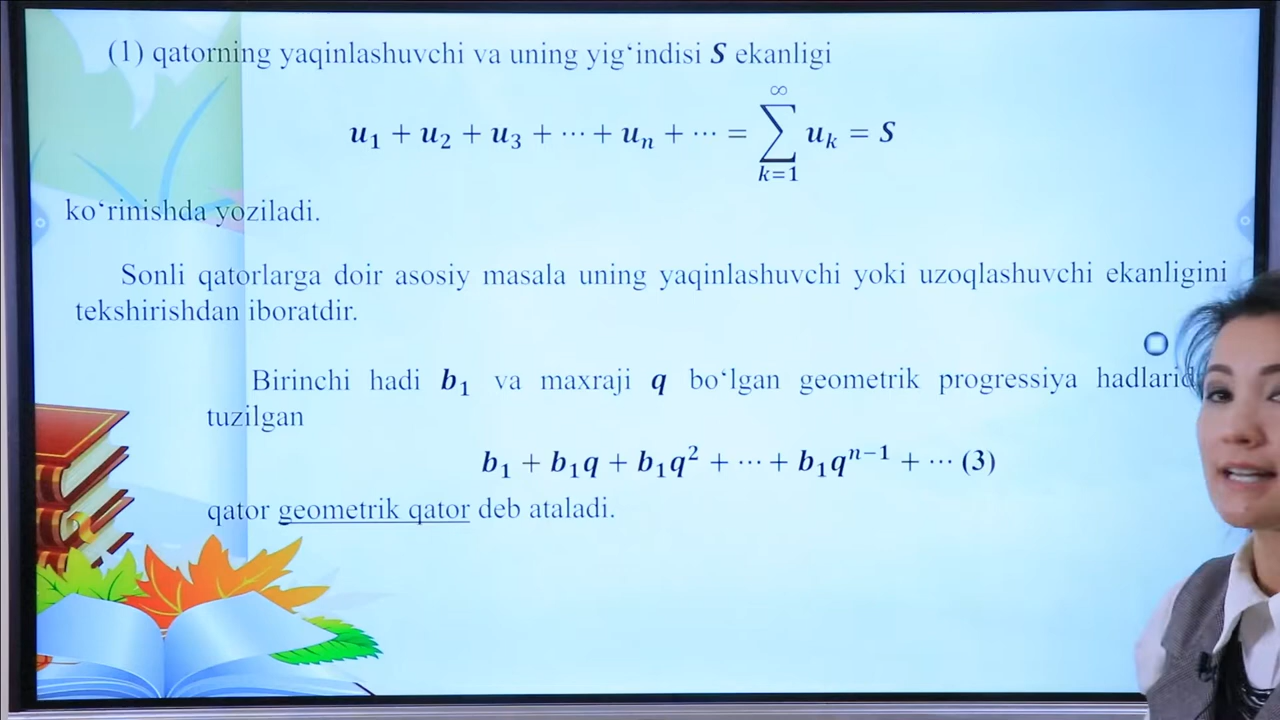 (1) qatorning yaqinlashuvchi va uning yig‘indisi S ekanligi
u₁ + u₂ + u₃ + ⋯ + uₙ + ⋯ = ∑_{k=1}^{∞} uₖ = S
ko‘rinishda yoziladi.
Sonli qatorlarga doir asosiy masala uning yaqinlashuvchi yoki uzoqlashuvchi ekanligini
tekshirishdan iboratdir.
Birinchi hadi b₁ va maxraji q bo‘lgan geometrik progressiya
tuzilgan
b₁ + b₁q + b₁q² + ⋯ + b₁qⁿ⁻¹ + ⋯ (3)
qator geometrik qator deb ataladi.